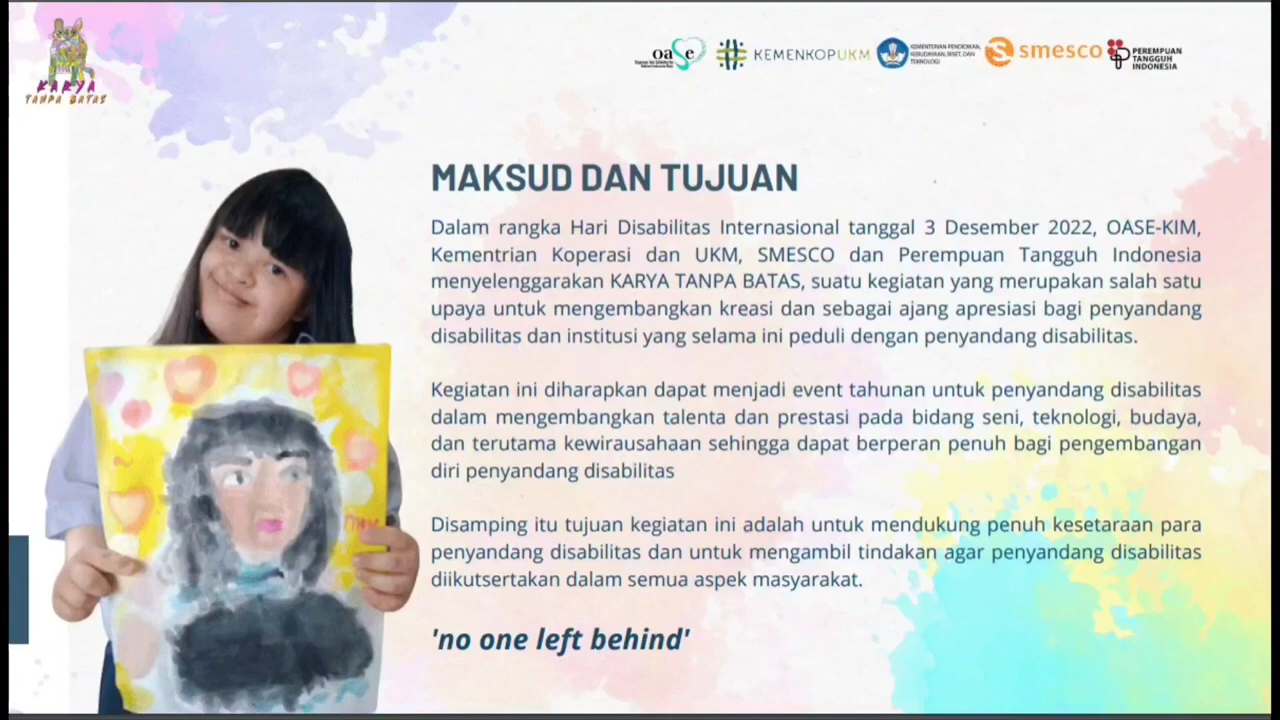 KARYA
TANPA BATAS
oase
KEMENKOPUKM
KEMENTERIAN PENDIDIKAN,
KEBUDAYAAN, RISET, DAN
TEKNOLOGI
smesco
PEREMPUAN
TANGGUH
INDONESIA
MAKSUD DAN TUJUAN
Dalam rangka Hari Disabilitas Internasional tanggal 3 Desember 2022, OASE-KIM,
Kementrian Koperasi dan UKM, SMESCO dan Perempuan Tangguh Indonesia
menyelenggarakan KARYA TANPA BATAS, suatu kegiatan yang merupakan salah satu
upaya untuk mengembangkan kreasi dan sebagai ajang apresiasi bagi penyandang
disabilitas dan institusi yang selama ini peduli dengan penyandang disabilitas.
Kegiatan ini diharapkan dapat menjadi event tahunan untuk penyandang disabilitas
dalam mengembangkan talenta dan prestasi pada bidang seni, teknologi, budaya,
dan terutama kewirausahaan sehingga dapat berperan penuh bagi pengembangan
diri penyandang disabilitas
Disamping itu tujuan kegiatan ini adalah untuk mendukung penuh kesetaraan para
penyandang disabilitas dan untuk mengambil tindakan agar penyandang disabilitas
diikutsertakan dalam semua aspek masyarakat.
'no one left behind'